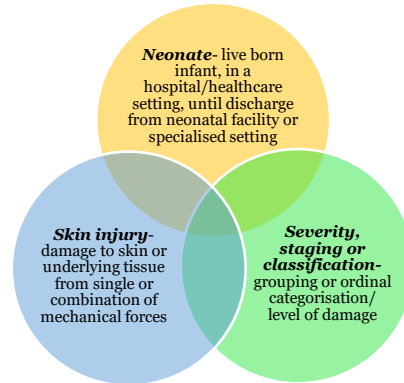 Neonate- live born
infant, in a
hospital/healthcare
setting, until discharge
from neonatal facility or
specialised setting
Skin injury-
damage to skin or
underlying tissue
from single or
combination of
mechanical forces
Severity,
staging or
classification-
grouping or ordinal
categorisation/
level of damage